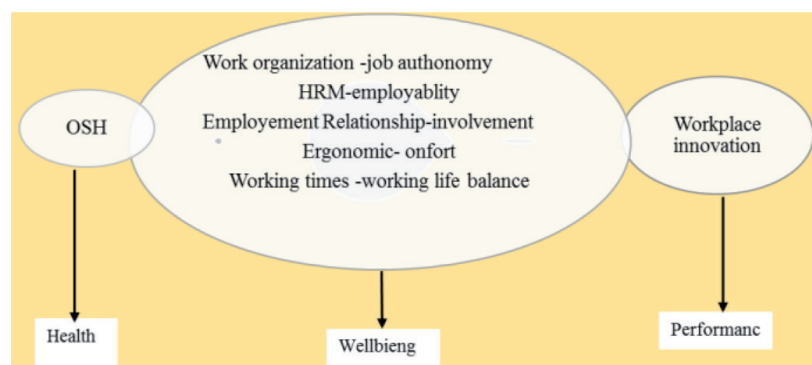 Work organization -job authonomy
HRM-employablity
OSH
Employement Relationship-involvement
Workplace
innovation
Ergonomic- onfort
Working times -working life balance
Health
Wellbieng
Performanc